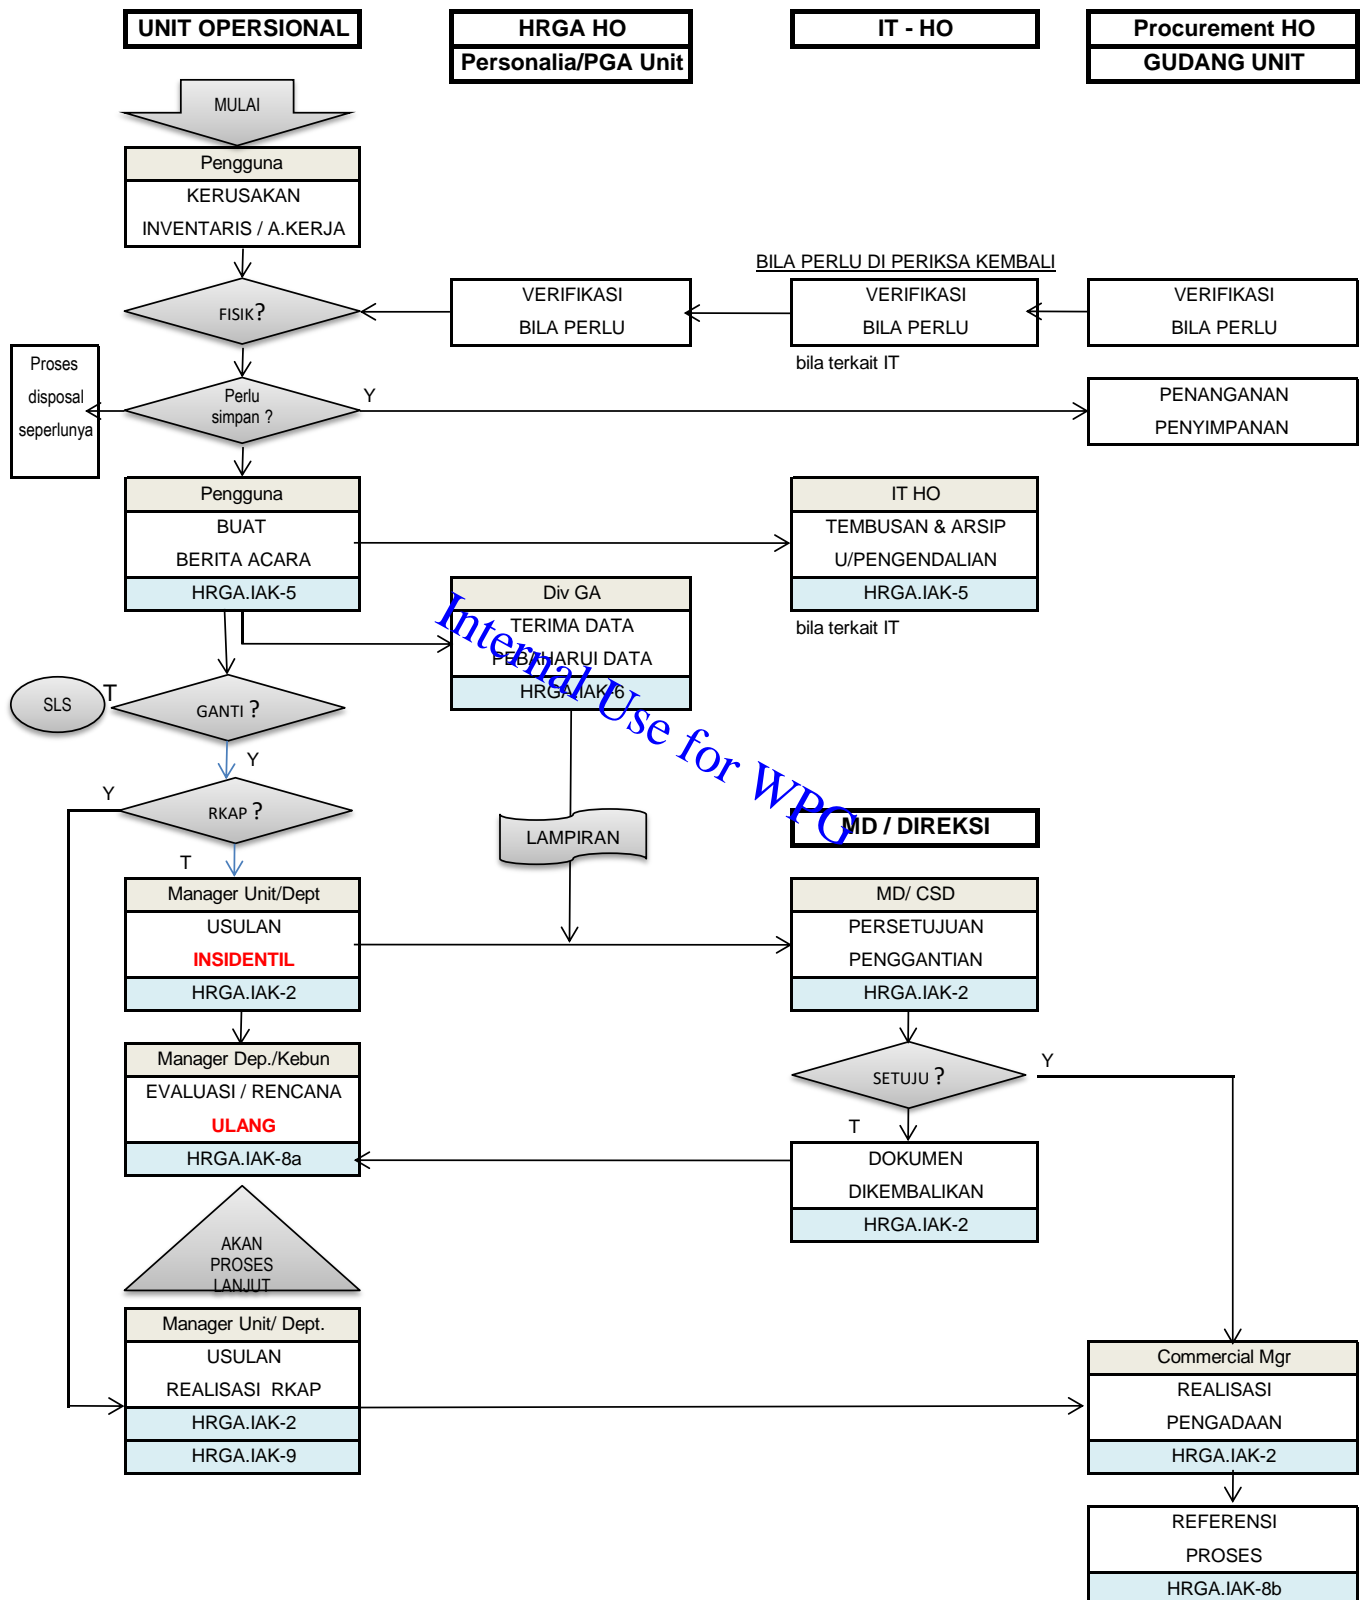 UNIT OPERSIONAL
HRGA HO
IT - HO
Procurement HO
Personalia/PGA Unit
GUDANG UNIT
MULAI
Pengguna
KERUSAKAN
INVENTARIS / A.KERJA
BILA PERLU DI PERIKSA KEMBALI
FISIK?
VERIFIKASI
BILA PERLU
VERIFIKASI
BILA PERLU
VERIFIKASI
BILA PERLU
bila terkait IT
Proses
disposal
seperlunya
Perlu
simpan ?
Y
PENANGANAN
PENYIMPANAN
Pengguna
BUAT
BERITA ACARA
HRGA.IAK-5
IT HO
TEMBUSAN & ARSIP
U/PENGENDALIAN
HRGA.IAK-5
bila terkait IT
Div GA
TERIMA DATA
PEBAHARUI DATA
HRGA.IAK-6
Internal Use for WPG
SLS
T
GANTI ?
Y
Y
RKAP ?
T
LAMPIRAN
MD / DIREKSI
Manager Unit/Dept
USULAN
INSIDENTIL
HRGA.IAK-2
MD/ CSD
PERSETUJUAN
PENGGANTIAN
HRGA.IAK-2
Manager Dep./Kebun
EVALUASI / RENCANA
ULANG
HRGA.IAK-8a
SETUJU ?
Y
T
DOKUMEN
DIKEMBALIKAN
HRGA.IAK-2
AKAN
PROSES
LANJUT
Manager Unit/ Dept.
USULAN
REALISASI RKAP
HRGA.IAK-2
HRGA.IAK-9
Commercial Mgr
REALISASI
PENGADAAN
HRGA.IAK-2
REFERENSI
PROSES
HRGA.IAK-8b